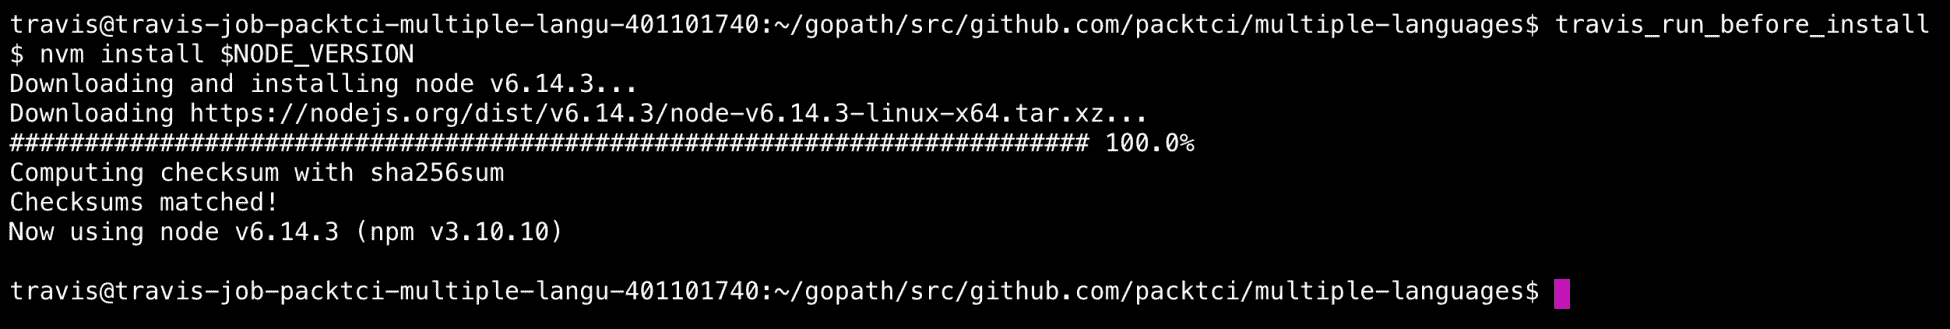 travis@travis-job-packtci-multiple-langu-401101740:~/gopath/src/github.com/packtci/multiple-languages$ travis_run_before_install
$ nvm install $NODE_VERSION
Downloading and installing node v6.14.3...
Downloading https://nodejs.org/dist/v6.14.3/node-v6.14.3-linux-x64.tar.xz...
######################################################################## 100.0%
Computing checksum with sha256sum
Checksums matched!
Now using node v6.14.3 (npm v3.10.10)
travis@travis-job-packtci-multiple-langu-401101740:~/gopath/src/github.com/packtci/multiple-languages$